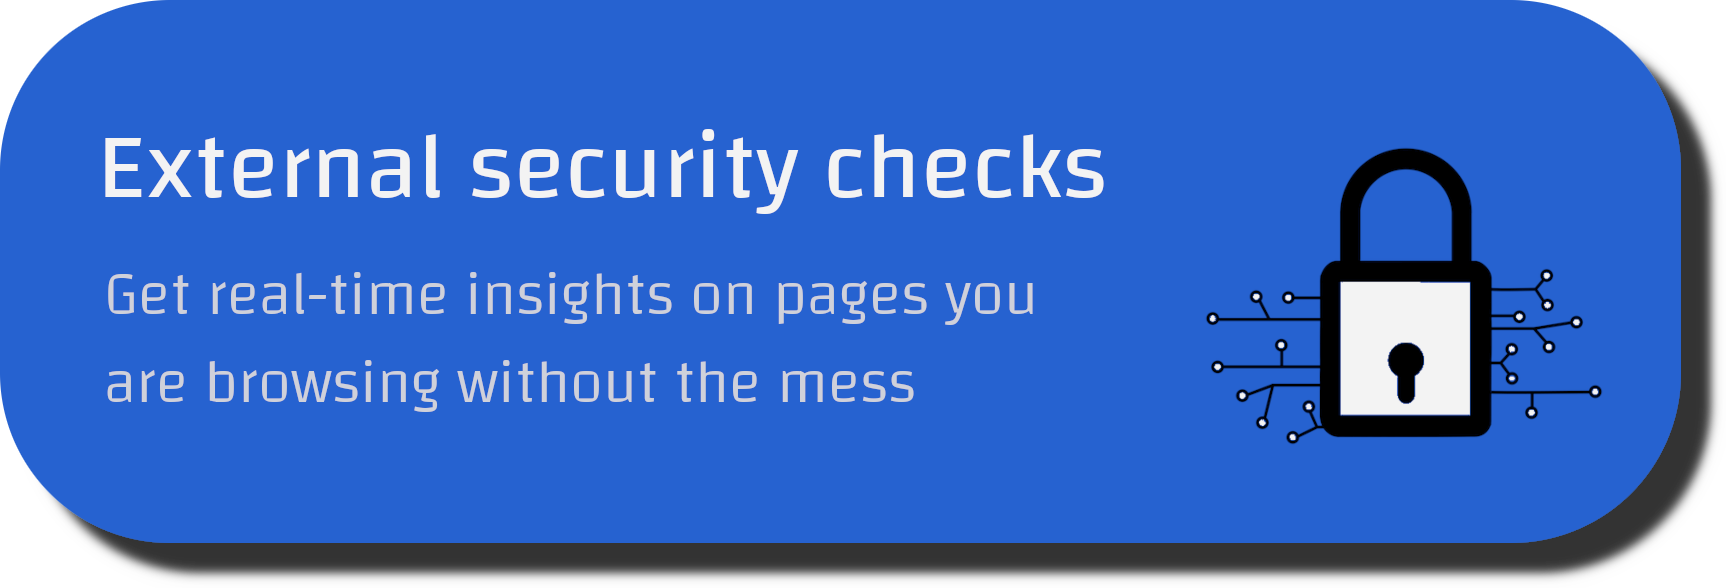 External security checks
Get real-time insights on pages you
are browsing without the mess